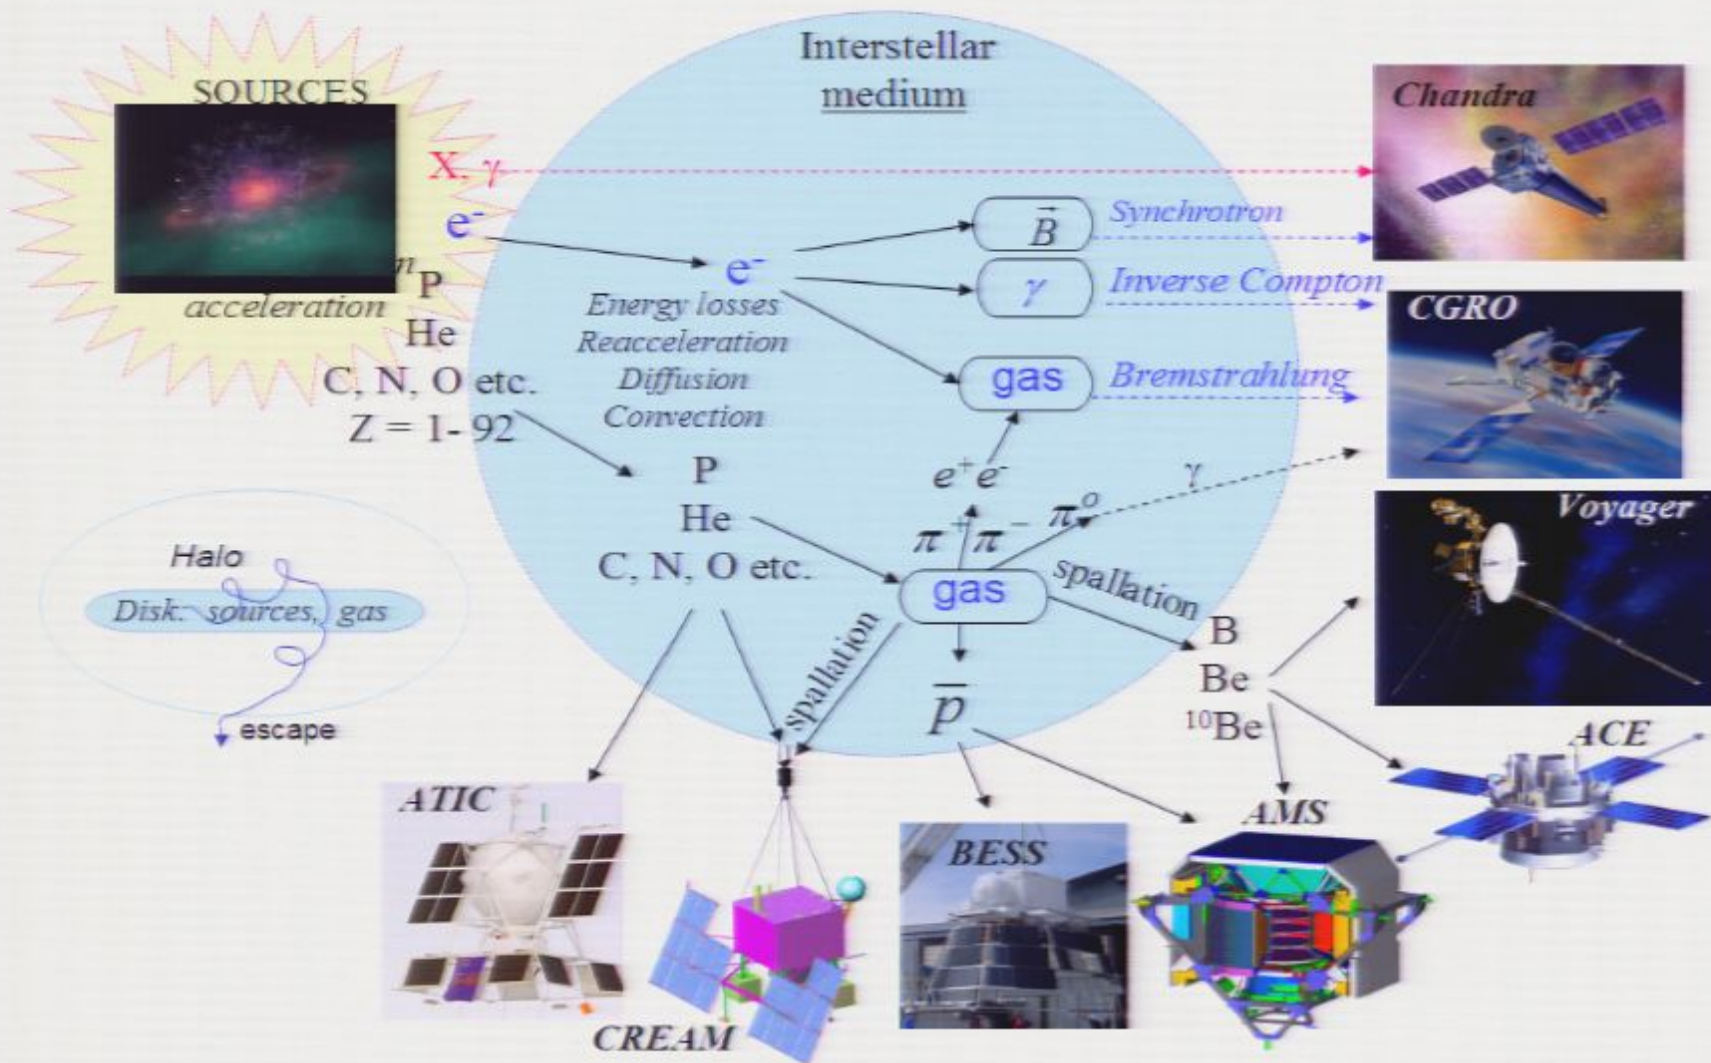 Interstellar
medium
SOURCES
X, γ
e⁻
P
acceleration
He
C, N, O etc.
Z = 1- 92
e⁻
Energy losses
Reacceleration
Diffusion
Convection
B⃗
Synchrotron
γ
Inverse Compton
gas
Bremstrahlung
e⁺ e⁻
π⁺ π⁻
π⁰
γ
P
He
C, N, O etc.
gas
spallation
spallation
p̅
B
Be
¹⁰Be
Halo
Disk: sources, gas
escape
Chandra
CGRO
Voyager
ACE
ATIC
CREAM
BESS
AMS